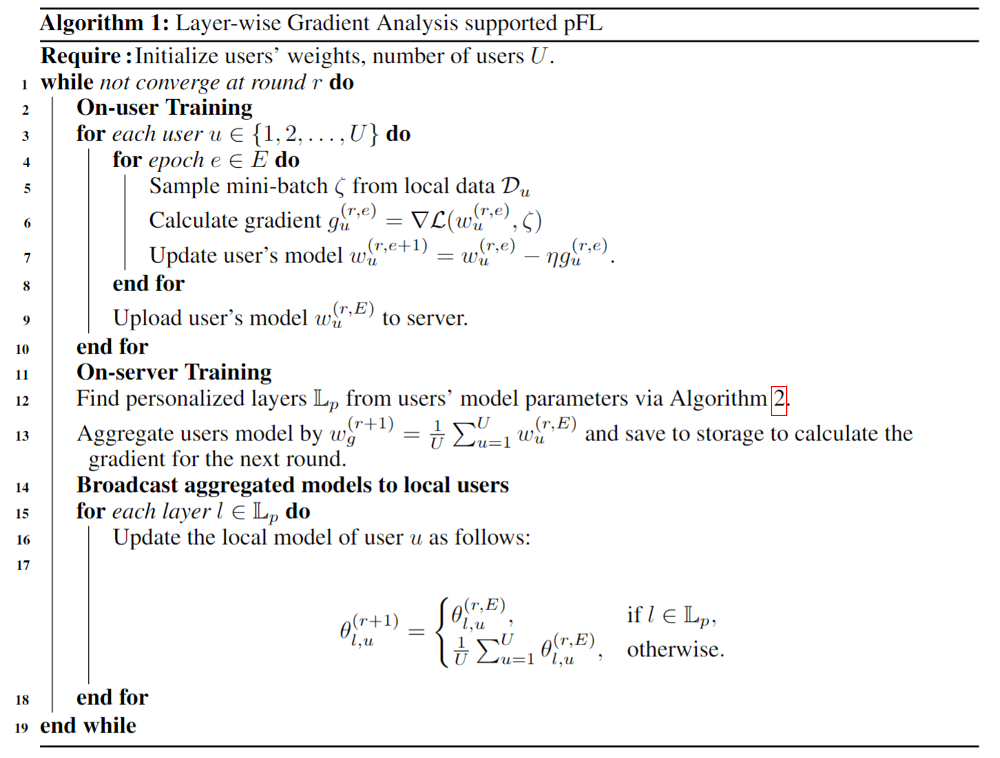 Algorithm 1: Layer-wise Gradient Analysis supported pFL
Require: Initialize users' weights, number of users $U$.
1 while not converge at round $r$ do
2 On-user Training
3 for each user $u \in \{1, 2, \ldots, U\}$ do
4 for epoch $e \in E$ do
5 Sample mini-batch $\zeta$ from local data $\mathcal{D}_u$
6 Calculate gradient $g_u^{(r,e)} = \nabla \mathcal{L}(w_u^{(r,e)}, \zeta)$
7 Update user's model $w_u^{(r,e+1)} = w_u^{(r,e)} - \eta g_u^{(r,e)}$.
8 end for
9 Upload user's model $w_u^{(r,E)}$ to server.
10 end for
11 On-server Training
12 Find personalized layers $\mathbb{L}_p$ from users' model parameters via Algorithm 2.
13 Aggregate users model by $w_g^{(r+1)} = \frac{1}{U} \sum_{u=1}^{U} w_u^{(r,E)}$ and save to storage to calculate the
gradient for the next round.
14 Broadcast aggregated models to local users
15 for each layer $l \in \mathbb{L}_p$ do
16 Update the local model of user $u$ as follows:
17
$\theta_{l,u}^{(r+1)} = \begin{cases} \theta_{l,u}^{(r,E)}, & \text{if } l \in \mathbb{L}_p, \\ \frac{1}{U} \sum_{u=1}^{U} \theta_{l,u}^{(r,E)}, & \text{otherwise.} \end{cases}$
18 end for
19 end while